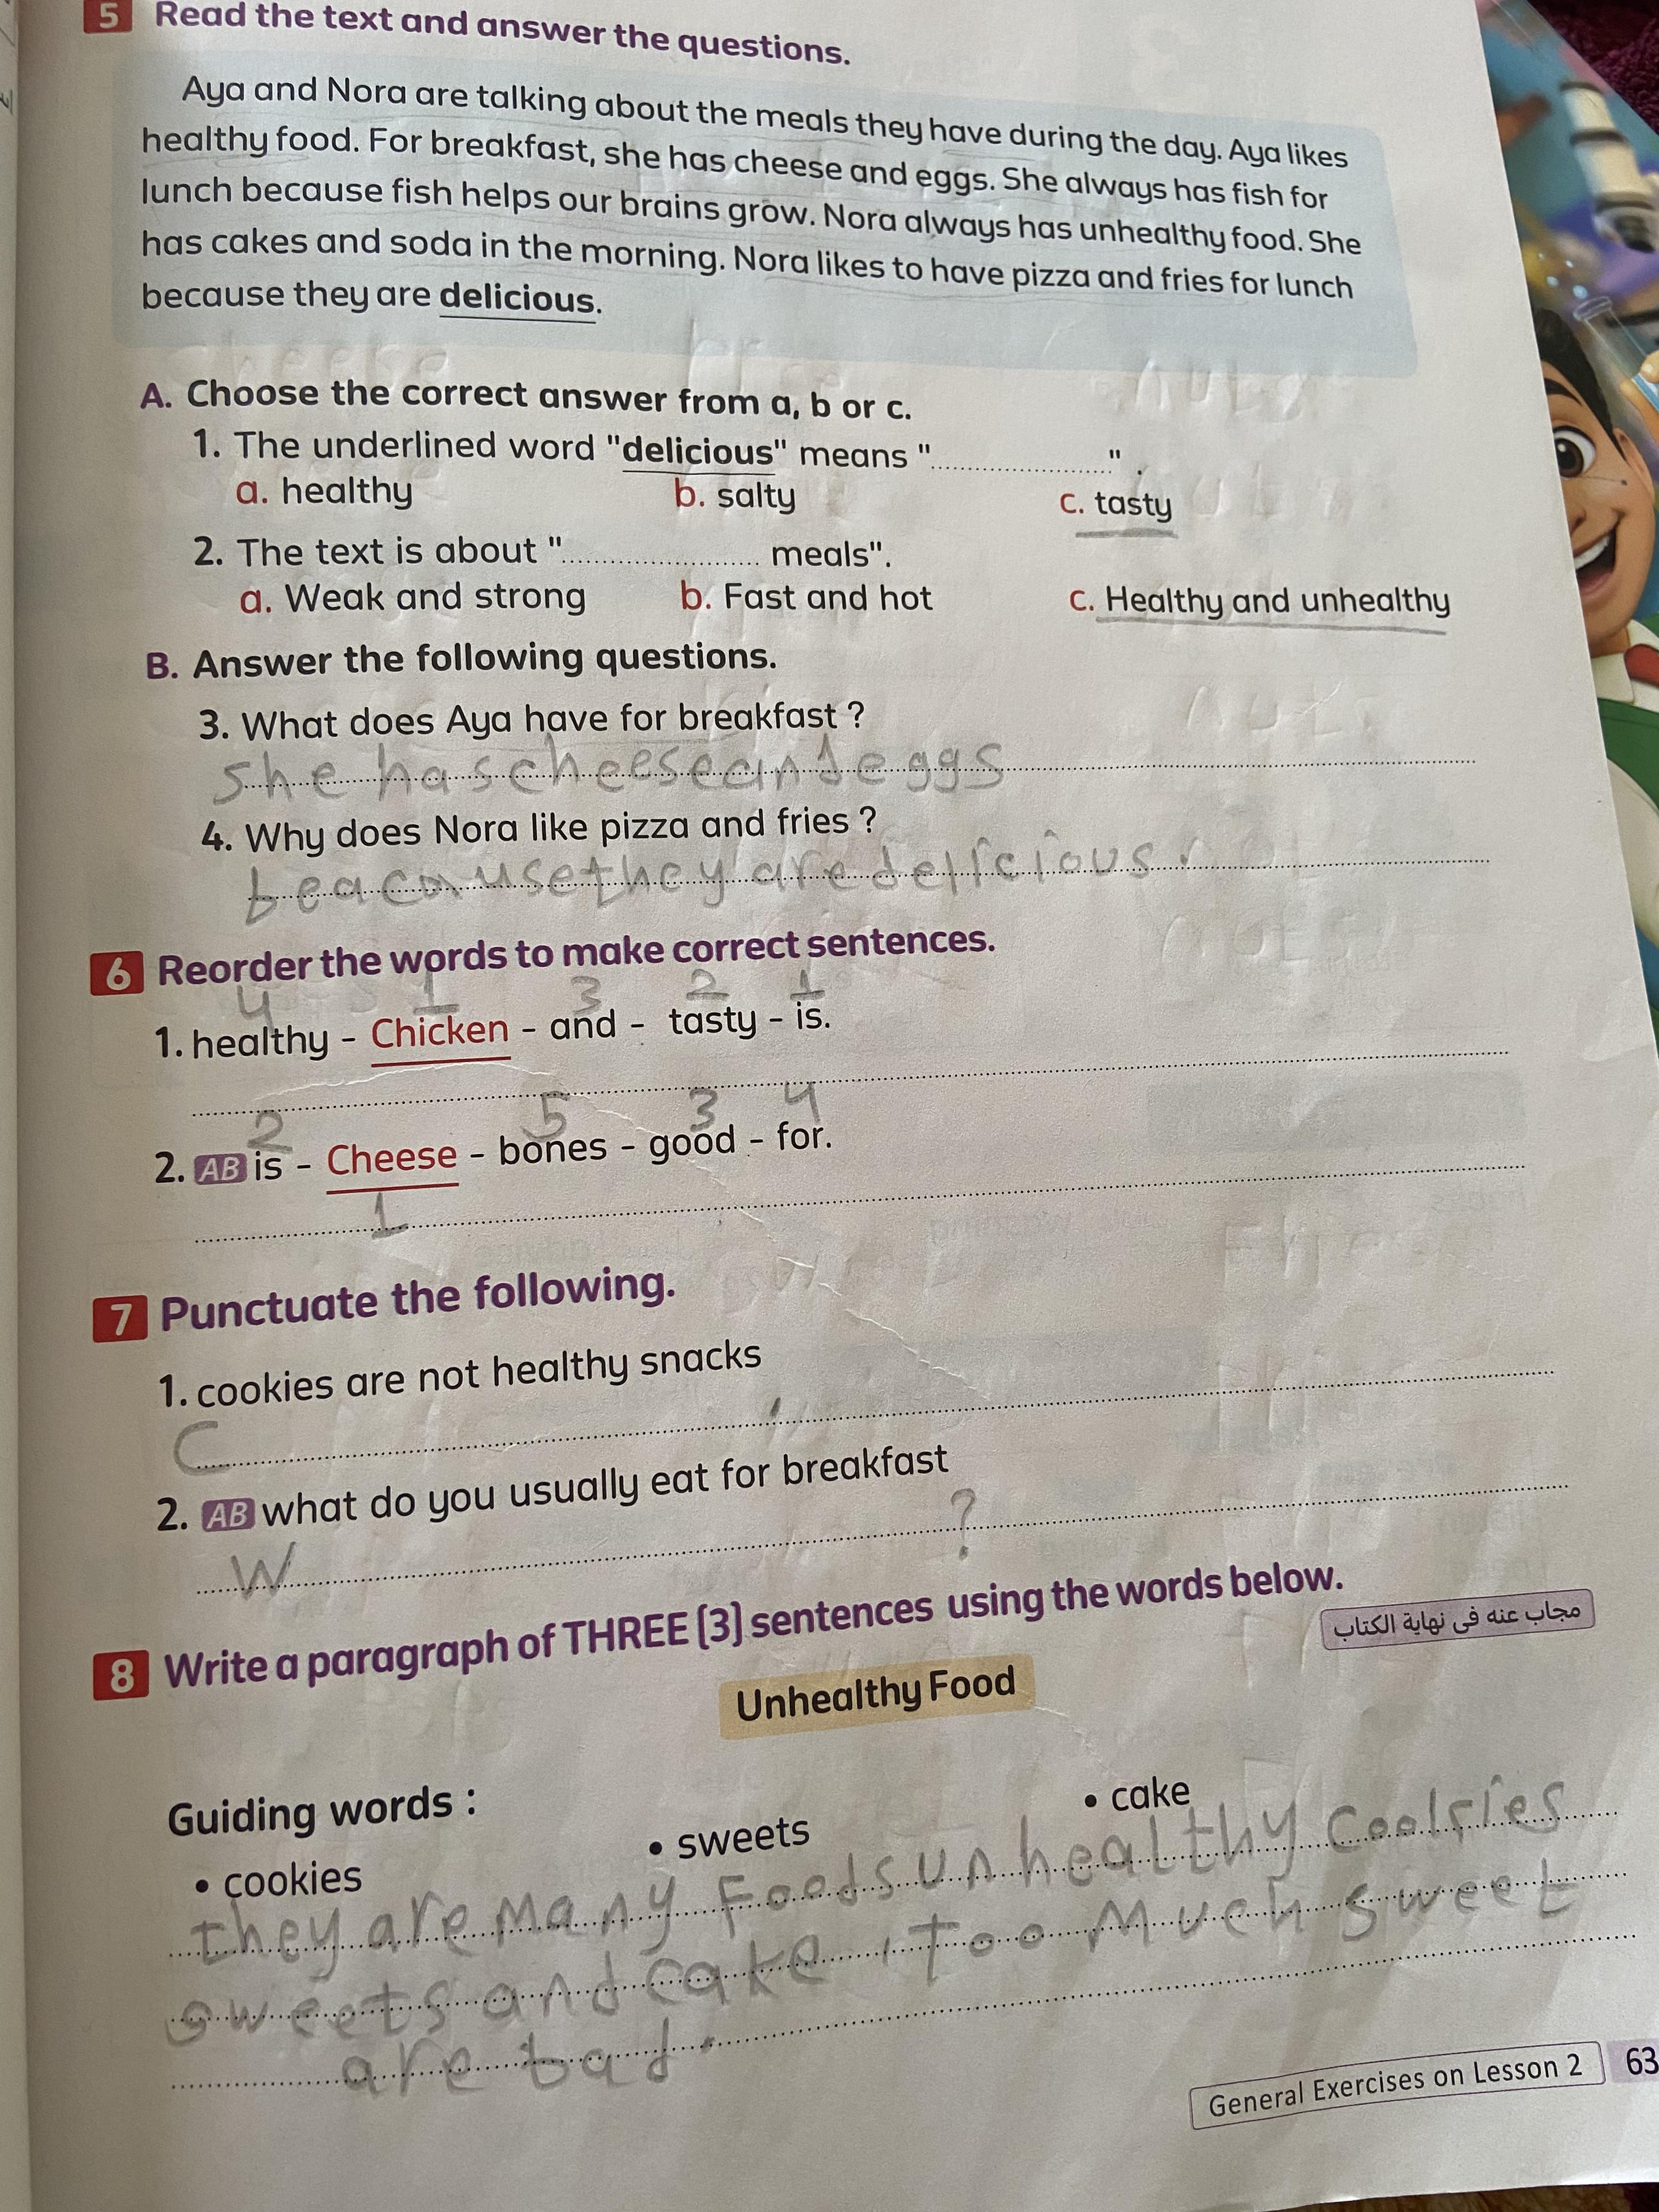 5 Read the text and answer the questions.
Aya and Nora are talking about the meals they have during the day. Aya likes
healthy food. For breakfast, she has cheese and eggs. She always has fish for
lunch because fish helps our brains grow. Nora always has unhealthy food. She
has cakes and soda in the morning. Nora likes to have pizza and fries for lunch
because they are delicious.
A. Choose the correct answer from a, b or c.
1. The underlined word "delicious" means "....................".
a. healthy b. salty c. tasty
2. The text is about ".................... meals".
a. Weak and strong b. Fast and hot c. Healthy and unhealthy
B. Answer the following questions.
3. What does Aya have for breakfast ?
she has cheese and eggs
4. Why does Nora like pizza and fries ?
they are delicious.
6 Reorder the words to make correct sentences.
4 1 3 2 1
1. healthy - Chicken - and - tasty - is.
2 5 3 4
2. AB is - Cheese - bones - good - for.
1
7 Punctuate the following.
1. cookies are not healthy snacks
C .
2. AB what do you usually eat for breakfast
W ?
8 Write a paragraph of THREE (3) sentences using the words below.
مجاب عنه فى نهاية الكتاب
Unhealthy Food
Guiding words :
• cookies • sweets • cake
they are Many Foods unhealthy
sweets and cake , Too Much sweet
are bad.
General Exercises on Lesson 2 63